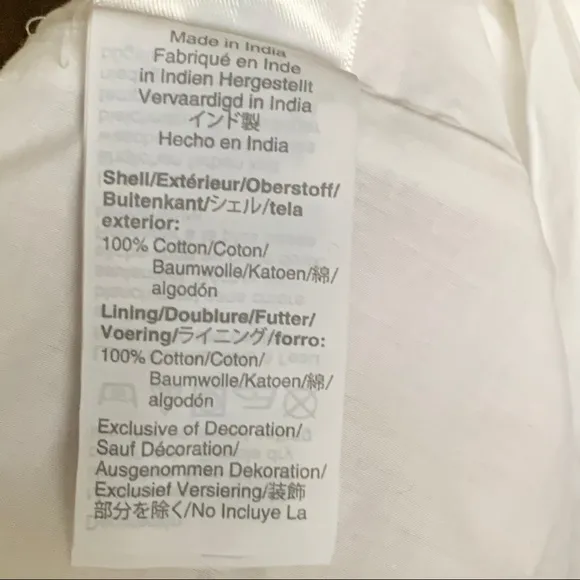 Made in India
Fabriqué en Inde
in Indien Hergestellt
Vervaardigd in India
インド製
Hecho en India
Shell/Extérieur/Oberstoff/
Buitenkant/シェル/tela
exterior:
100% Cotton/Coton/
Baumwolle/Katoen/綿/
algodón
Lining/Doublure/Futter/
Voering/ライニング/forro:
100% Cotton/Coton/
Baumwolle/Katoen/綿/
algodón
Exclusive of Decoration/
Sauf Décoration/
Ausgenommen Dekoration/
Exclusief Versiering/装飾
部分を除く/No Incluye La